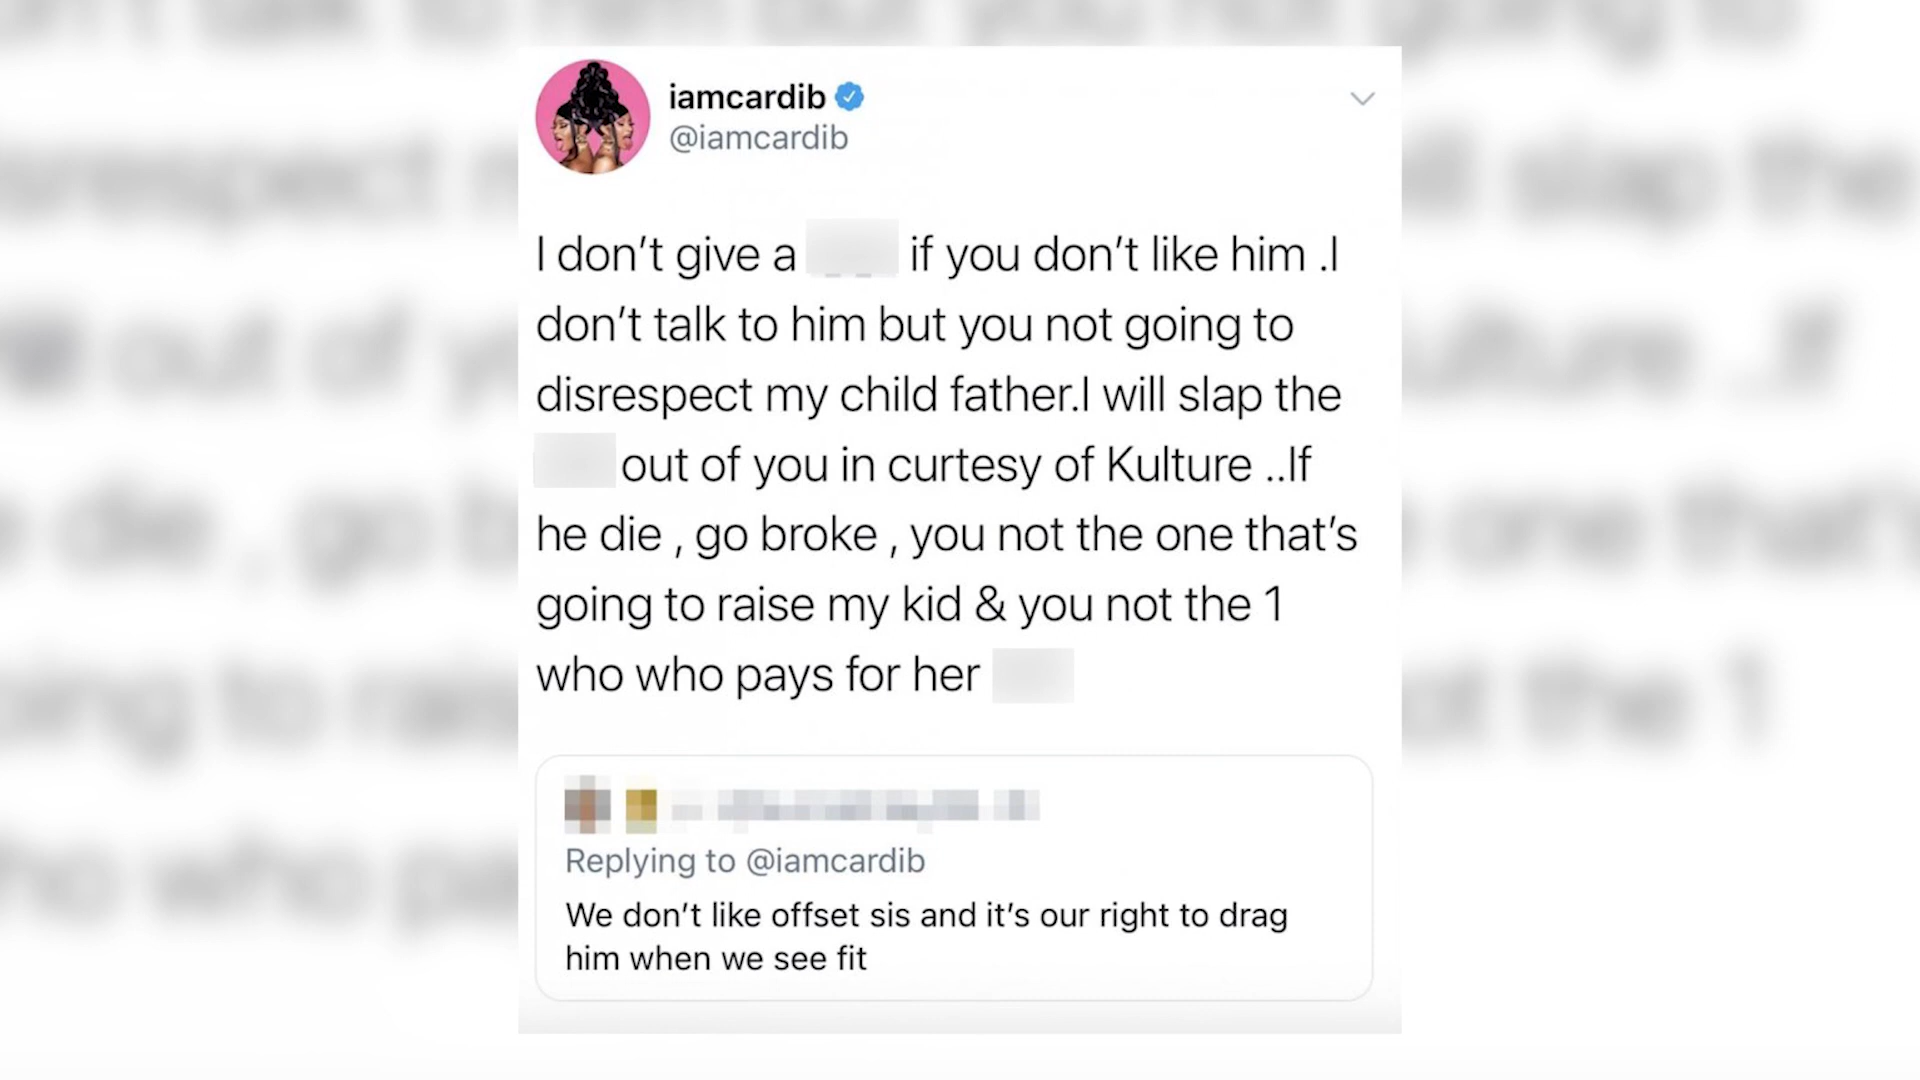 iamcardib
@iamcardib
I don't give a if you don't like him .I
don't talk to him but you not going to
disrespect my child father.I will slap the
out of you in curtesy of Kulture ..If
he die , go broke , you not the one that's
going to raise my kid & you not the 1
who who pays for her
Replying to @iamcardib
We don't like offset sis and it's our right to drag
him when we see fit